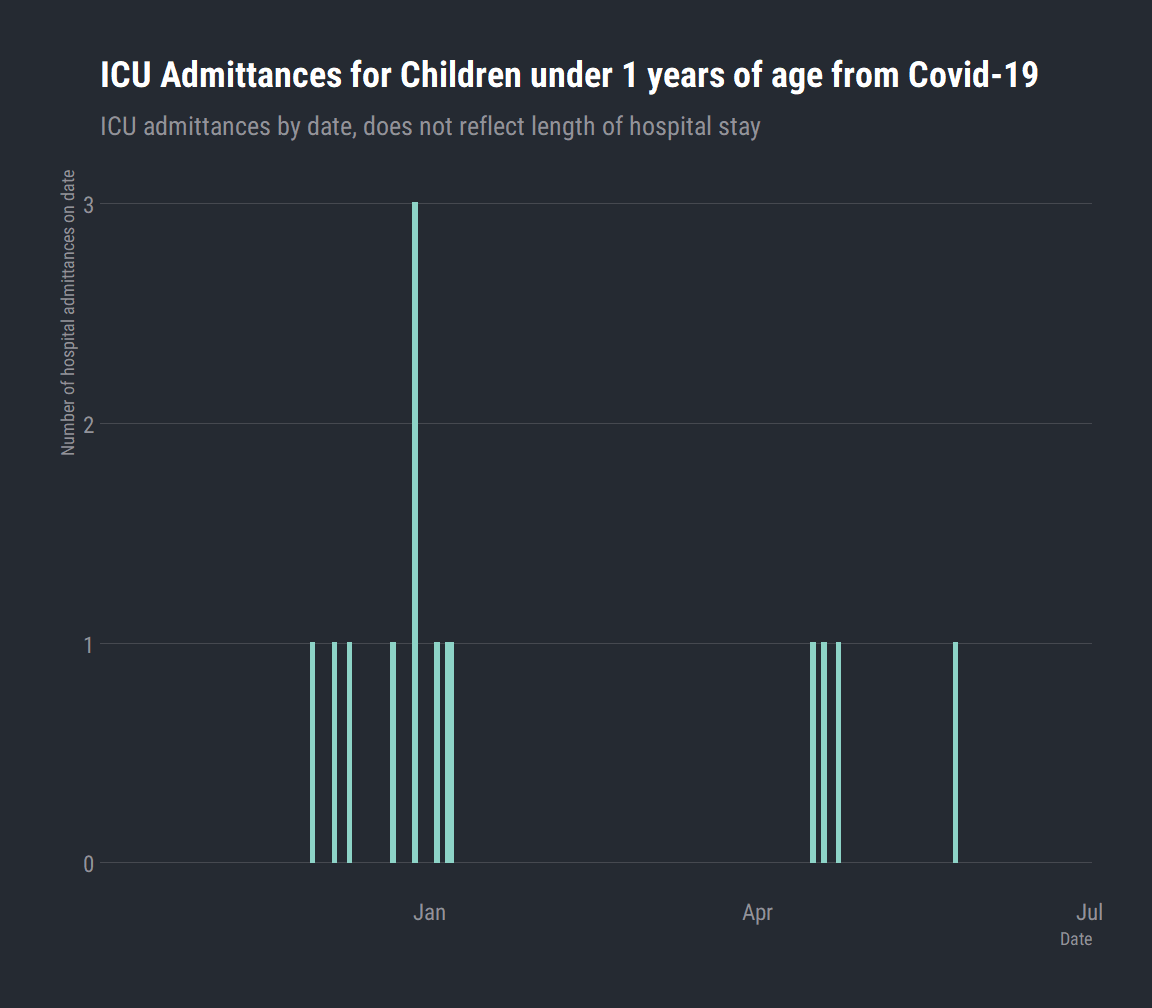 ICU Admittances for Children under 1 years of age from Covid-19
ICU admittances by date, does not reflect length of hospital stay
Number of hospital admittances on date
3
2
1
0
Jan
Apr
Jul
Date